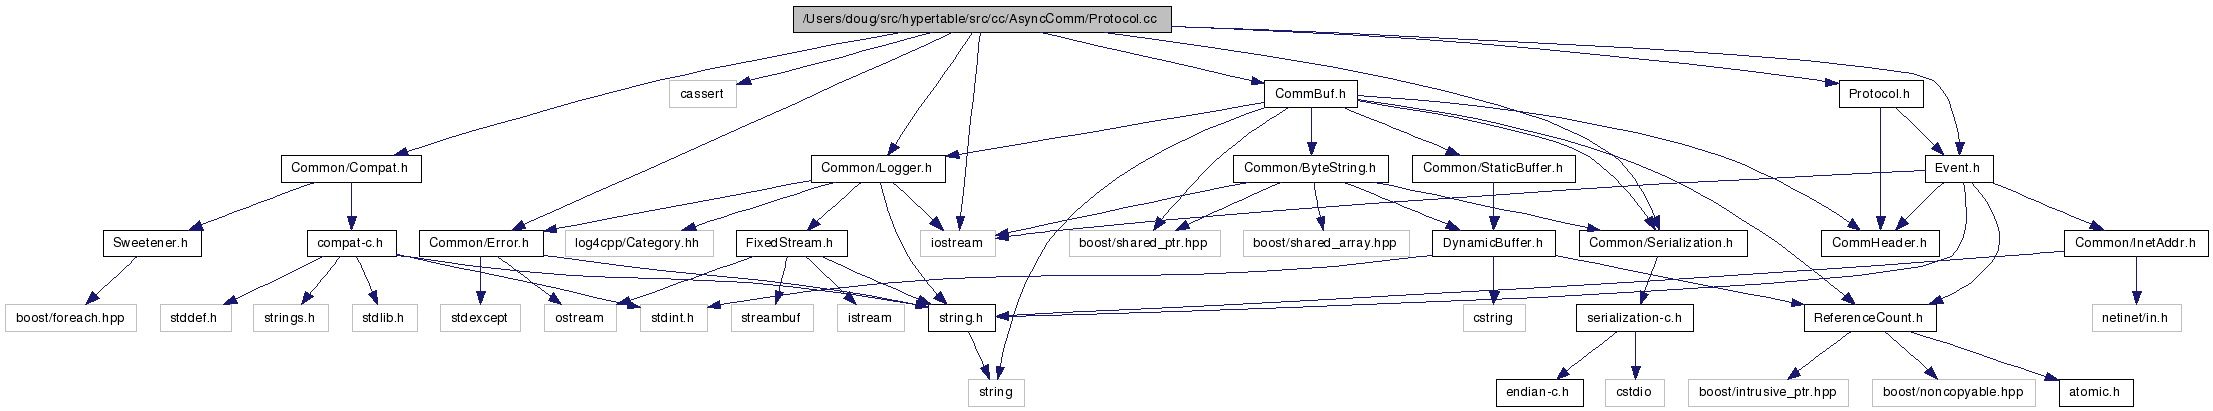 /Users/doug/src/hypertable/src/cc/AsyncComm/Protocol.cc
cassert
CommBuf.h
Protocol.h
Common/Compat.h
Common/Logger.h
Common/ByteString.h
Common/StaticBuffer.h
Event.h
Sweetener.h
compat-c.h
Common/Error.h
log4cpp/Category.hh
FixedStream.h
iostream
boost/shared_ptr.hpp
boost/shared_array.hpp
DynamicBuffer.h
Common/Serialization.h
CommHeader.h
Common/InetAddr.h
boost/foreach.hpp
stddef.h
strings.h
stdlib.h
stdexcept
ostream
stdint.h
streambuf
istream
string.h
cstring
serialization-c.h
ReferenceCount.h
netinet/in.h
string
endian-c.h
cstdio
boost/intrusive_ptr.hpp
boost/noncopyable.hpp
atomic.h